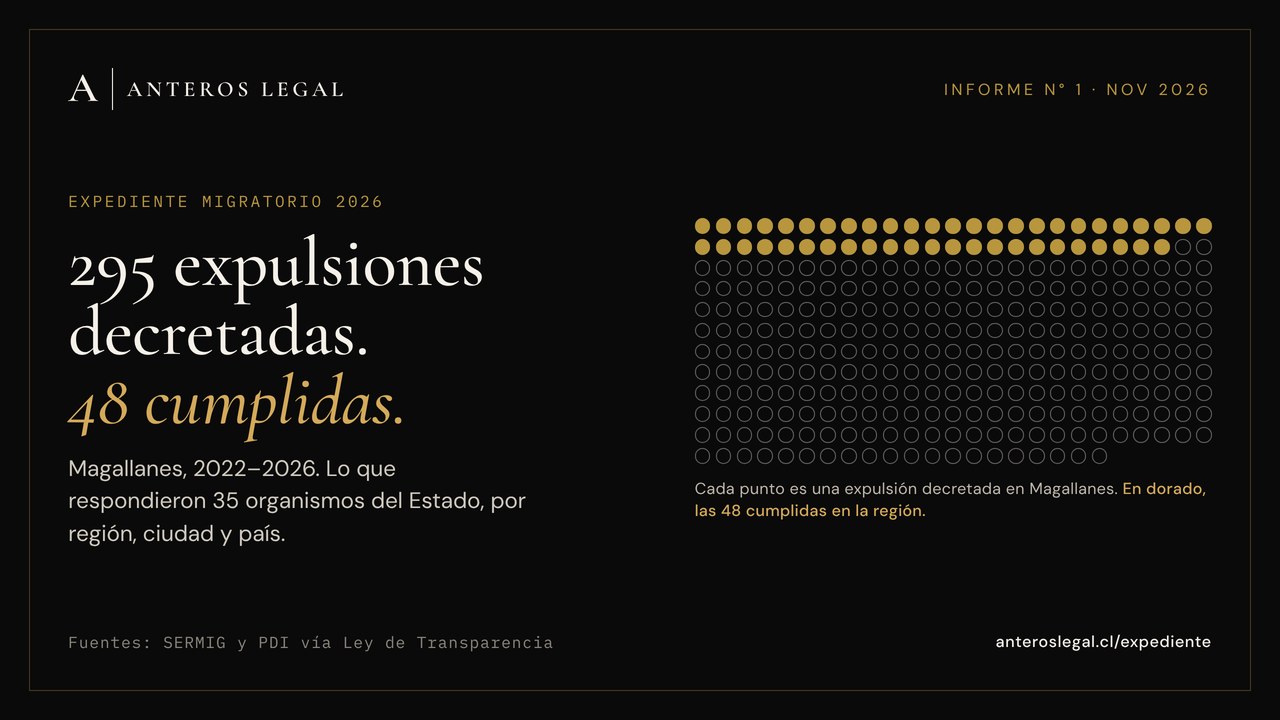 A | ANTEROS LEGAL
INFORME N° 1 · NOV 2026
EXPEDIENTE MIGRATORIO 2026
295 expulsiones
decretadas.
48 cumplidas.
Magallanes, 2022–2026. Lo que
respondieron 35 organismos del Estado, por
región, ciudad y país.
Cada punto es una expulsión decretada en Magallanes. En dorado,
las 48 cumplidas en la región.
Fuentes: SERMIG y PDI vía Ley de Transparencia
anteroslegal.cl/expediente